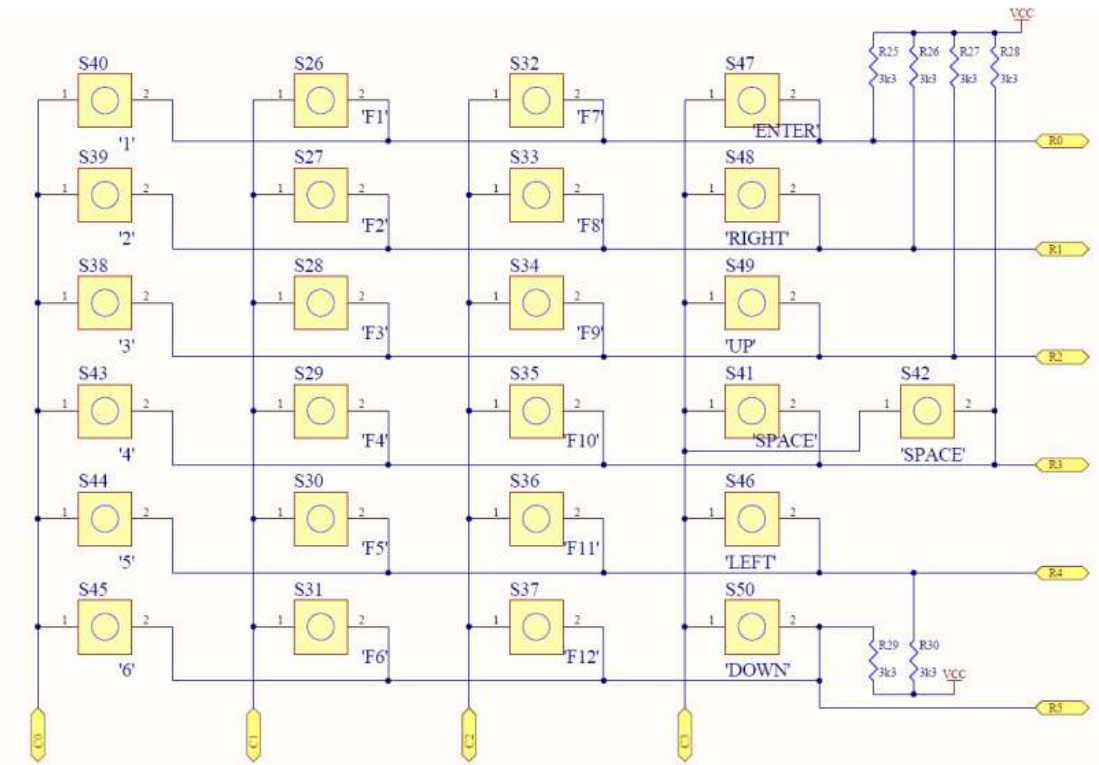 VCC
S40 S26 S32 S47 R25 R26 R27 R28
3k3 3k3 3k3 3k3
1 2 1 2 1 2 1 2
'1' 'F1' 'F7' 'ENTER'
R0
S39 S27 S33 S48
1 2 1 2 1 2 1 2
'2' 'F2' 'F8' 'RIGHT'
R1
S38 S28 S34 S49
1 2 1 2 1 2 1 2
'3' 'F3' 'F9' 'UP'
R2
S43 S29 S35 S41 S42
1 2 1 2 1 2 1 2 1 2
'4' 'F4' 'F10' 'SPACE' 'SPACE'
R3
S44 S30 S36 S46
1 2 1 2 1 2 1 2
'5' 'F5' 'F11' 'LEFT'
R4
S45 S31 S37 S50
1 2 1 2 1 2 1 2
R29 R30
'6' 'F6' 'F12' 'DOWN' 3k3 3k3 VCC
R5
C0 C1 C2 C3